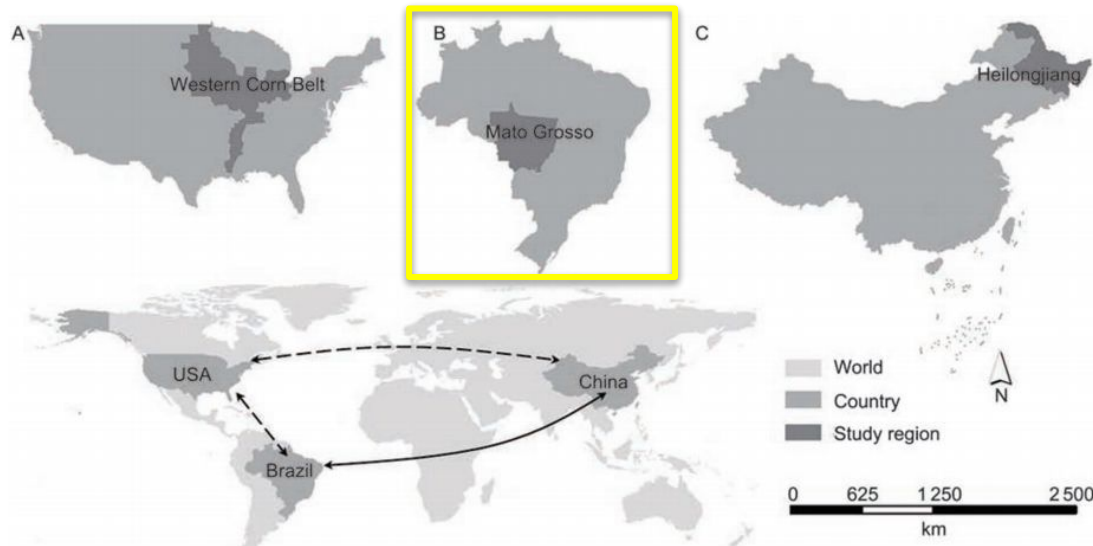 A
Western Corn Belt
B
Mato Grosso
C
Heilongjiang
USA
China
Brazil
World
Country
Study region
N
0 625 1 250 2 500
km